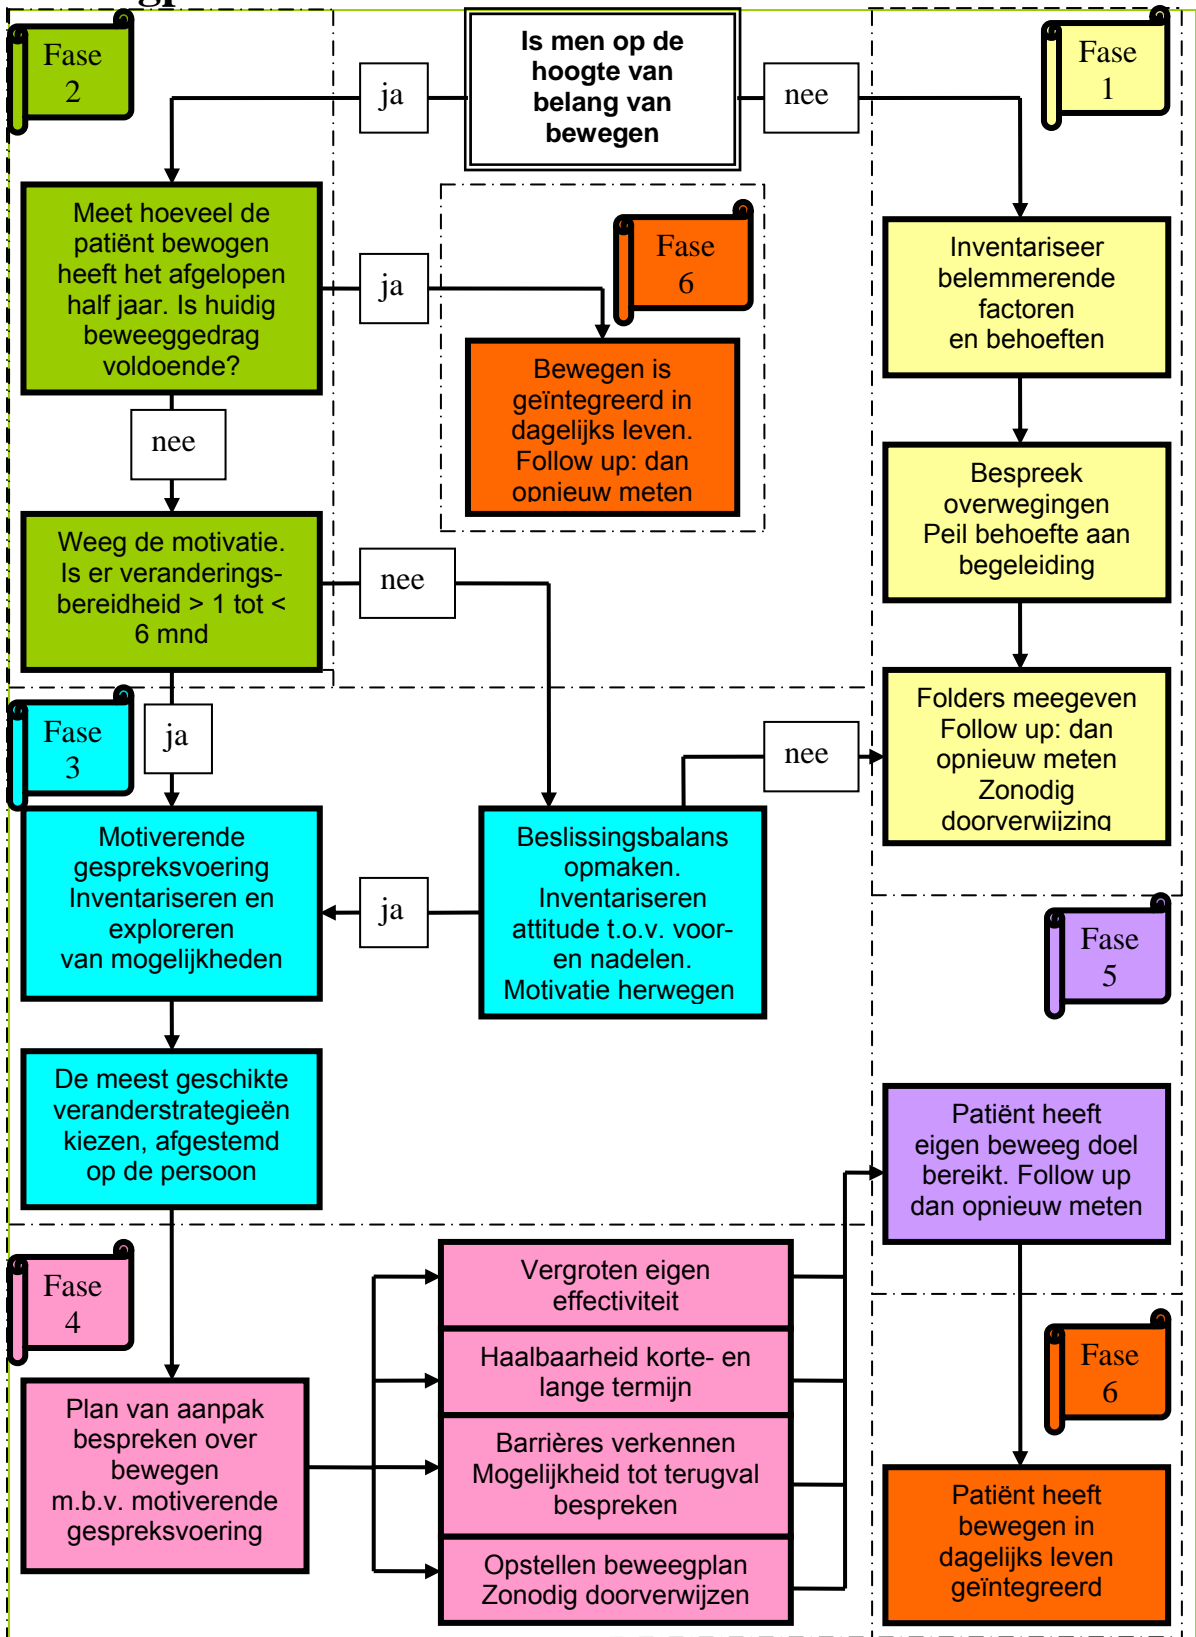 Fase
2
ja
Is men op de
hoogte van
belang van
bewegen
nee
Fase
1
Meet hoeveel de
patiënt bewogen
heeft het afgelopen
half jaar. Is huidig
beweeggedrag
voldoende?
ja
Fase
6
Bewegen is
geïntegreerd in
dagelijks leven.
Follow up: dan
opnieuw meten
Inventariseer
belemmerende
factoren
en behoeften
nee
Bespreek
overwegingen
Peil behoefte aan
begeleiding
Weeg de motivatie.
Is er veranderings-
bereidheid > 1 tot <
6 mnd
nee
Folders meegeven
Follow up: dan
opnieuw meten
Zonodig
doorverwijzing
Fase
3
ja
nee
Motiverende
gespreksvoering
Inventariseren en
exploreren
van mogelijkheden
ja
Beslissingsbalans
opmaken.
Inventariseren
attitude t.o.v. voor-
en nadelen.
Motivatie herwegen
Fase
5
De meest geschikte
veranderstrategieën
kiezen, afgestemd
op de persoon
Patiënt heeft
eigen beweeg doel
bereikt. Follow up
dan opnieuw meten
Fase
4
Vergroten eigen
effectiviteit
Haalbaarheid korte- en
lange termijn
Barrières verkennen
Mogelijkheid tot terugval
bespreken
Opstellen beweegplan
Zonodig doorverwijzen
Plan van aanpak
bespreken over
bewegen
m.b.v. motiverende
gespreksvoering
Fase
6
Patiënt heeft
bewegen in
dagelijks leven
geïntegreerd